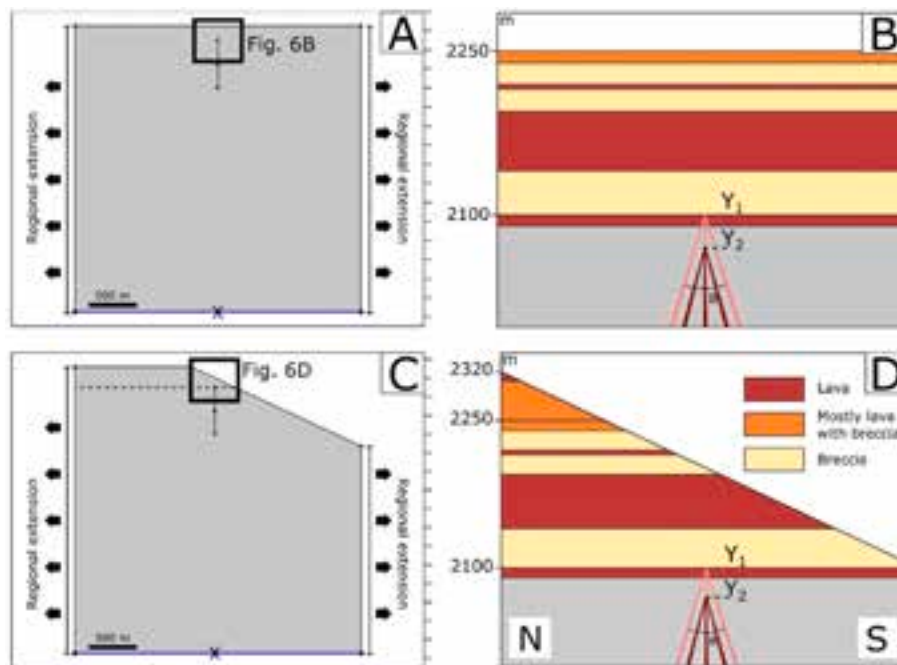 A
Fig. 6B
Regional extension
Regional extension
B
m
2250
2100
Y1
Y2
C
Fig. 6D
Regional extension
Regional extension
500 m
D
m
2320
2250
2100
Lava
Mostly lava
with breccia
Breccia
Y1
Y2
N
S